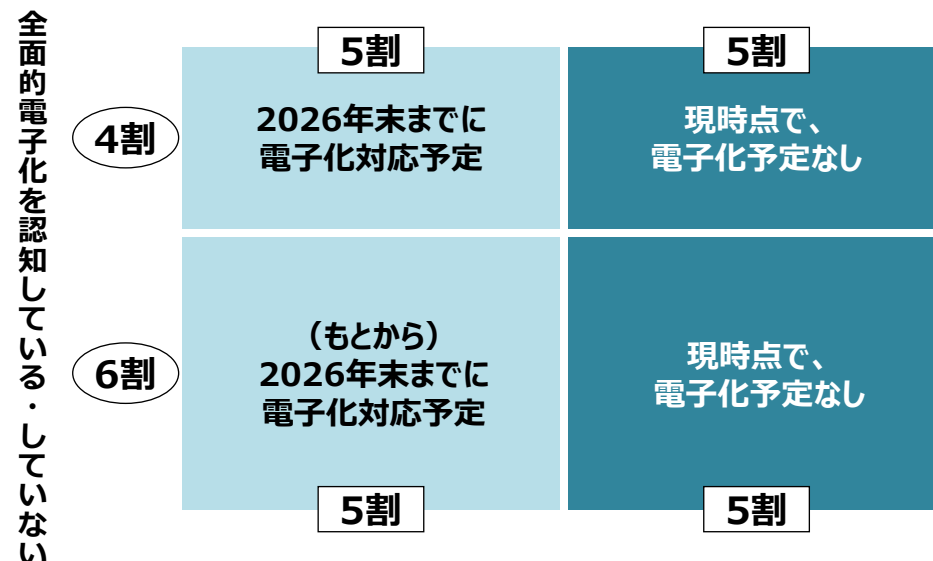 全面的電子化を認知している・していない
5割
5割
4割
2026年末までに
電子化対応予定
現時点で、
電子化予定なし
6割
（もとから）
2026年末までに
電子化対応予定
現時点で、
電子化予定なし
5割
5割